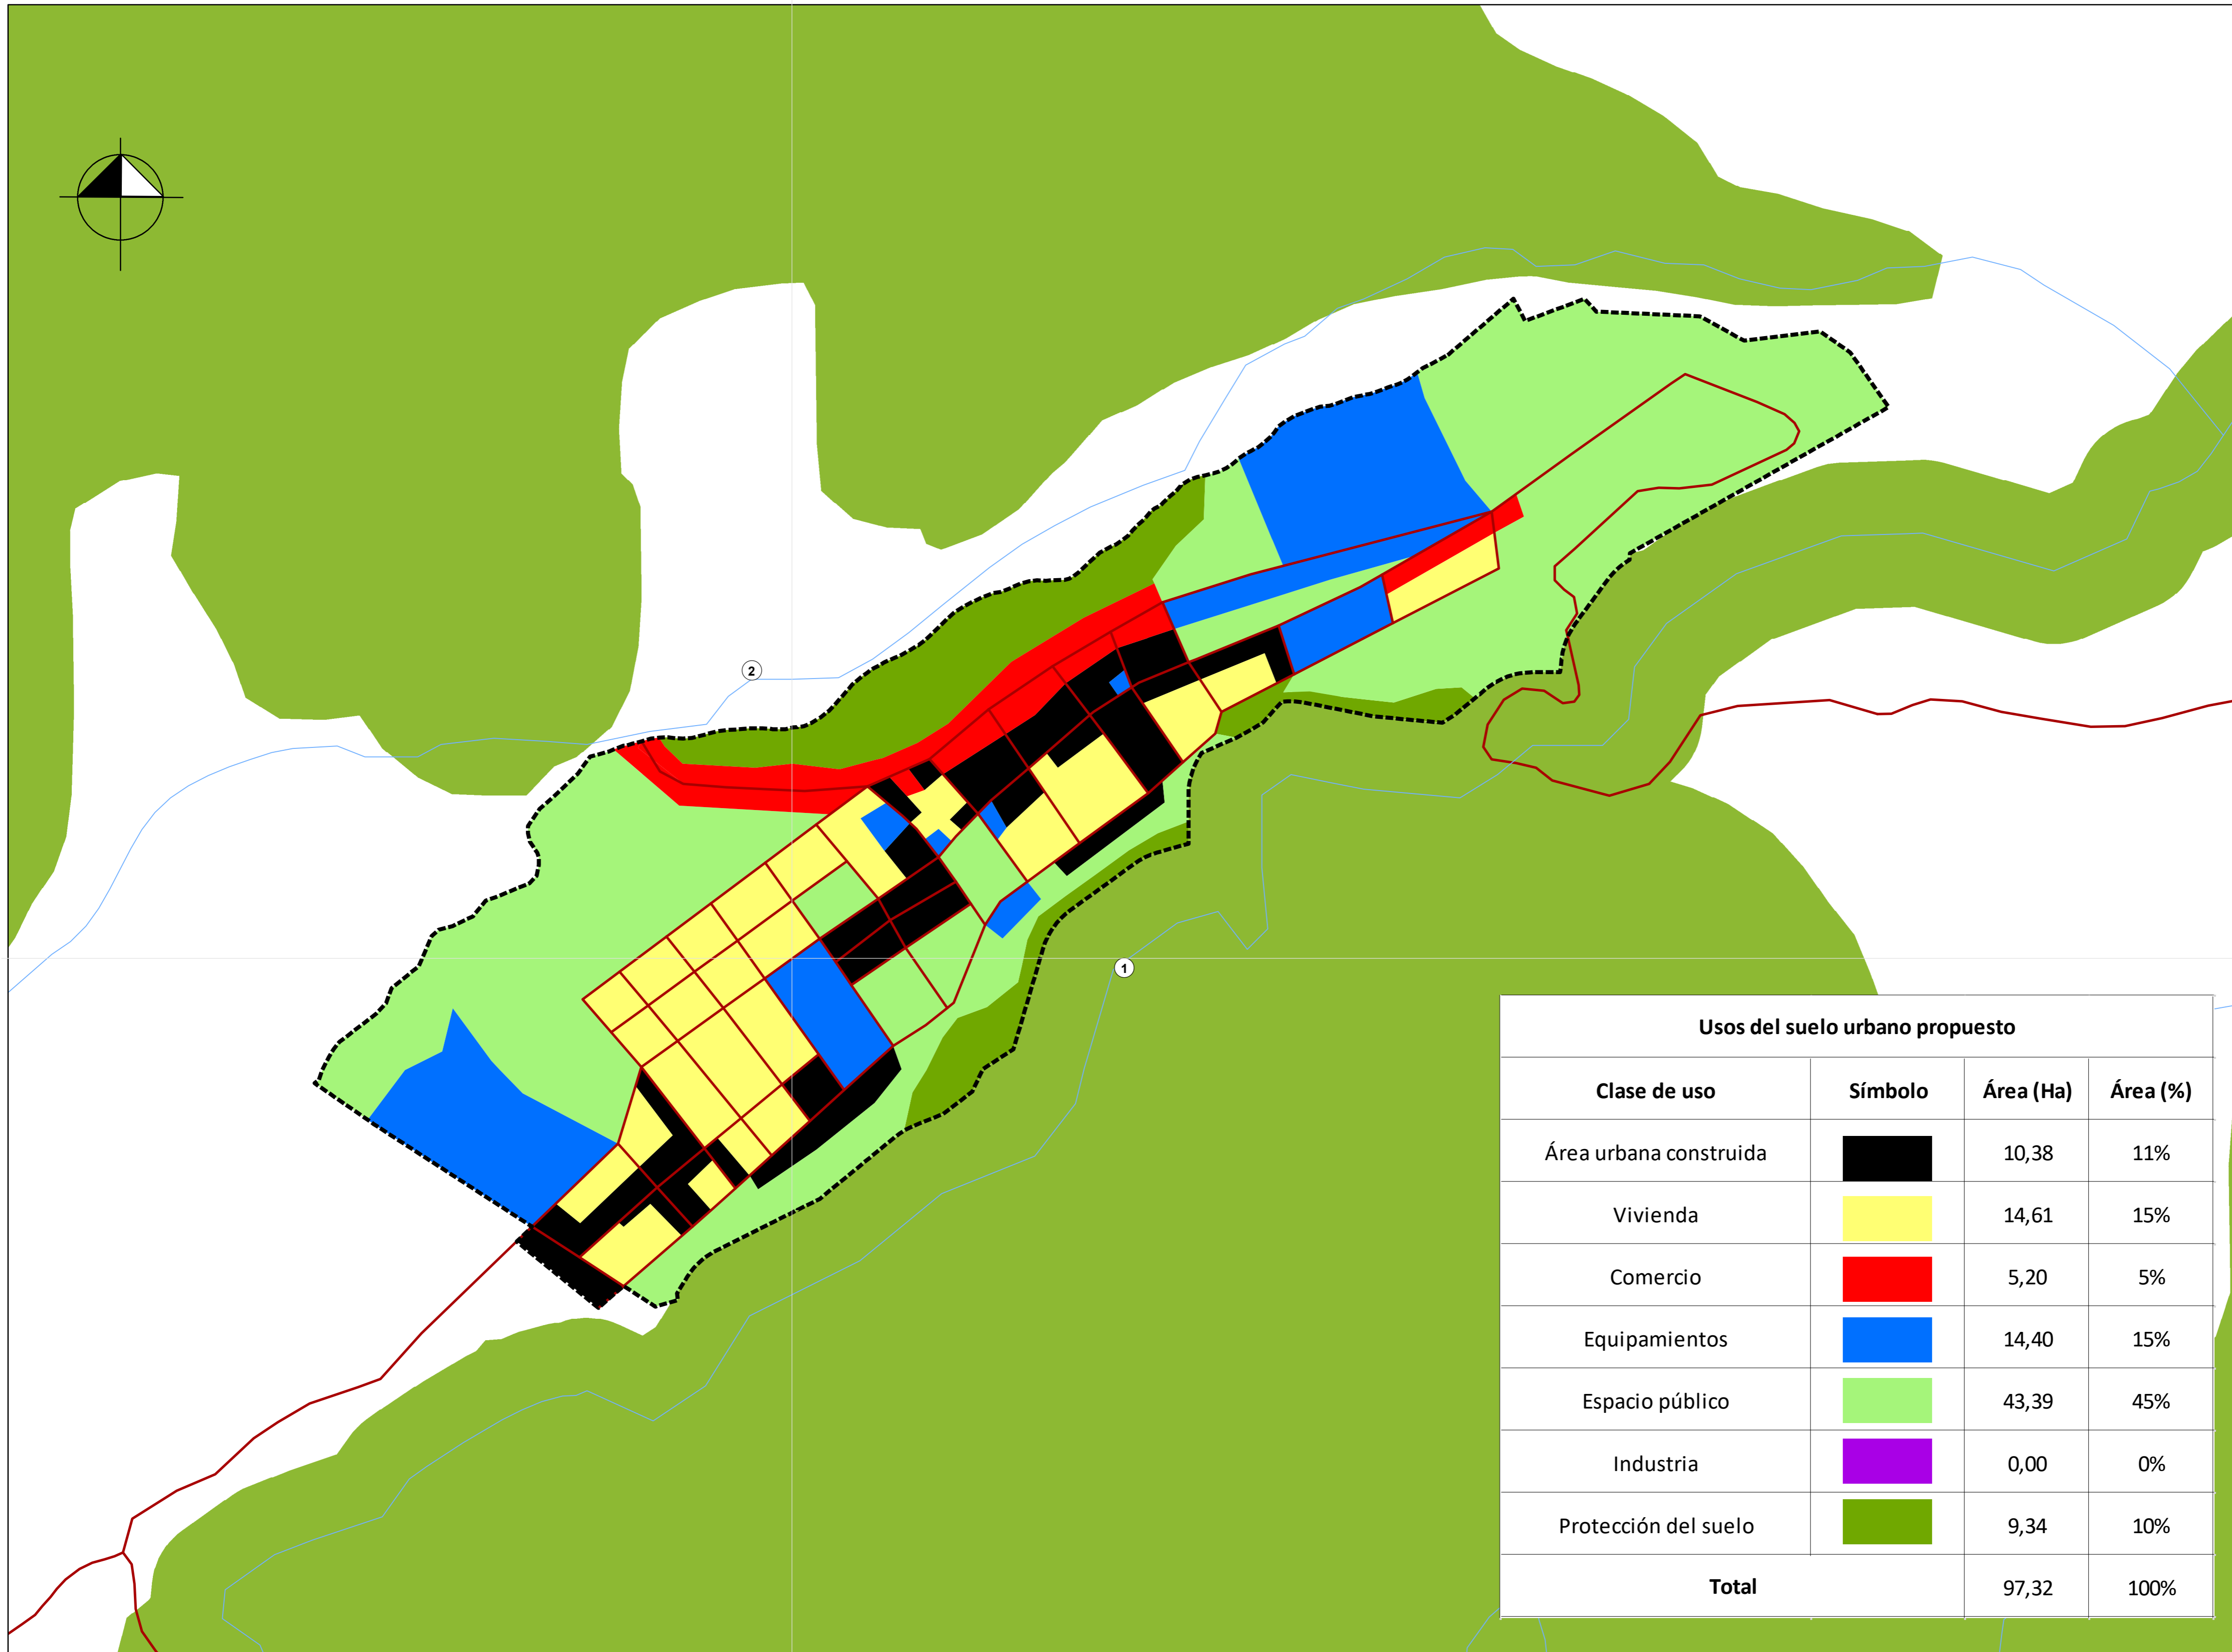 2
1
Usos del suelo urbano propuesto
Clase de uso Símbolo Área (Ha) Área (%)
Área urbana construida 10,38 11%
Vivienda 14,61 15%
Comercio 5,20 5%
Equipamientos 14,40 15%
Espacio público 43,39 45%
Industria 0,00 0%
Protección del suelo 9,34 10%
Total 97,32 100%